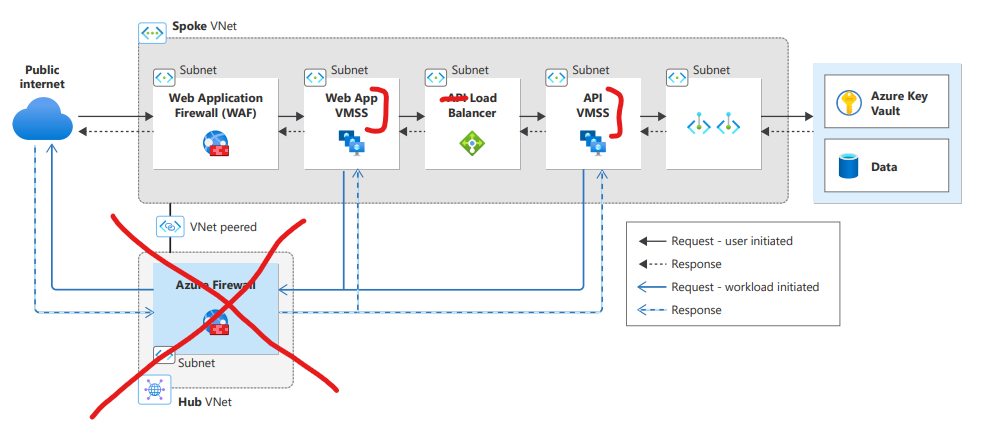 Spoke VNet
Public
internet
Subnet
Subnet
Subnet
Subnet
Subnet
Web Application
Firewall (WAF)
Web App
VMSS
API Load
Balancer
API
VMSS
Azure Key
Vault
Data
VNet peered
Azure Firewall
Subnet
Hub VNet
Request - user initiated
Response
Request - workload initiated
Response